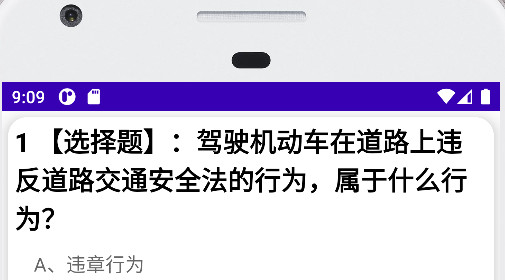 9:09
1 【选择题】：驾驶机动车在道路上违
反道路交通安全法的行为，属于什么行
为？
A、违章行为